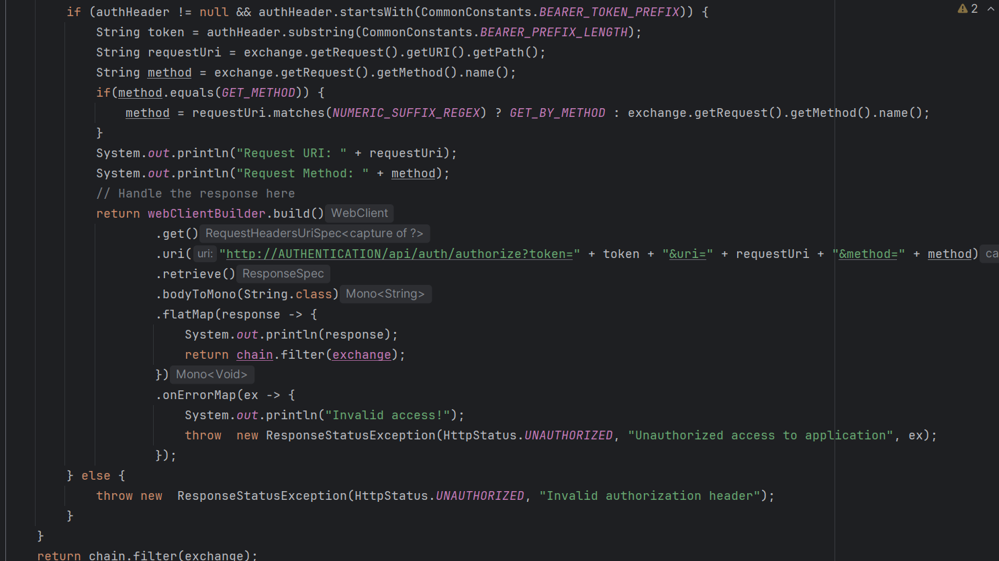 if (authHeader != null && authHeader.startsWith(CommonConstants.BEARER_TOKEN_PREFIX)) { 2
String token = authHeader.substring(CommonConstants.BEARER_PREFIX_LENGTH);
String requestUri = exchange.getRequest().getURI().getPath();
String method = exchange.getRequest().getMethod().name();
if(method.equals(GET_METHOD)) {
method = requestUri.matches(NUMERIC_SUFFIX_REGEX) ? GET_BY_METHOD : exchange.getRequest().getMethod().name();
}
System.out.println("Request URI: " + requestUri);
System.out.println("Request Method: " + method);
// Handle the response here
return webClientBuilder.build() WebClient
.get() RequestHeadersUriSpec<capture of ?>
.uri( uri: "http://AUTHENTICATION/api/auth/authorize?token=" + token + "&uri=" + requestUri + "&method=" + method) ca
.retrieve() ResponseSpec
.bodyToMono(String.class) Mono<String>
.flatMap(response -> {
System.out.println(response);
return chain.filter(exchange);
}) Mono<Void>
.onErrorMap(ex -> {
System.out.println("Invalid access!");
throw  new ResponseStatusException(HttpStatus.UNAUTHORIZED, "Unauthorized access to application", ex);
});
} else {
throw new  ResponseStatusException(HttpStatus.UNAUTHORIZED, "Invalid authorization header");
}
}
return chain.filter(exchange);